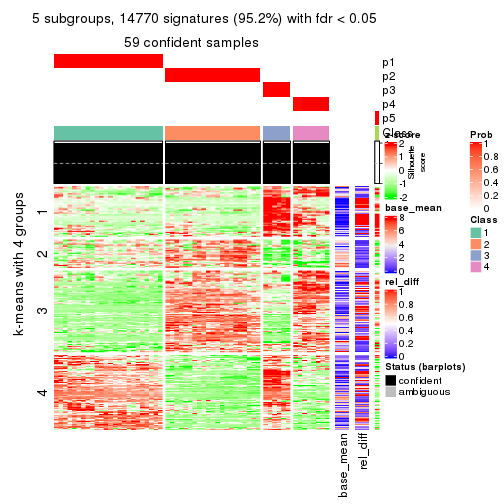 5 subgroups, 14770 signatures (95.2%) with fdr < 0.05
59 confident samples
p1
p2
p3
p4
p5
Class
z-score
2
1
0
-1
-2
Silhouette
score
Prob
1
0.8
0.6
0.4
0.2
0
base_mean
8
6
4
2
0
Class
1
2
3
4
rel_diff
1
0.8
0.6
0.4
0.2
0
Status (barplots)
confident
ambiguous
k-means with 4 groups
1
2
3
4
base_mean
rel_diff